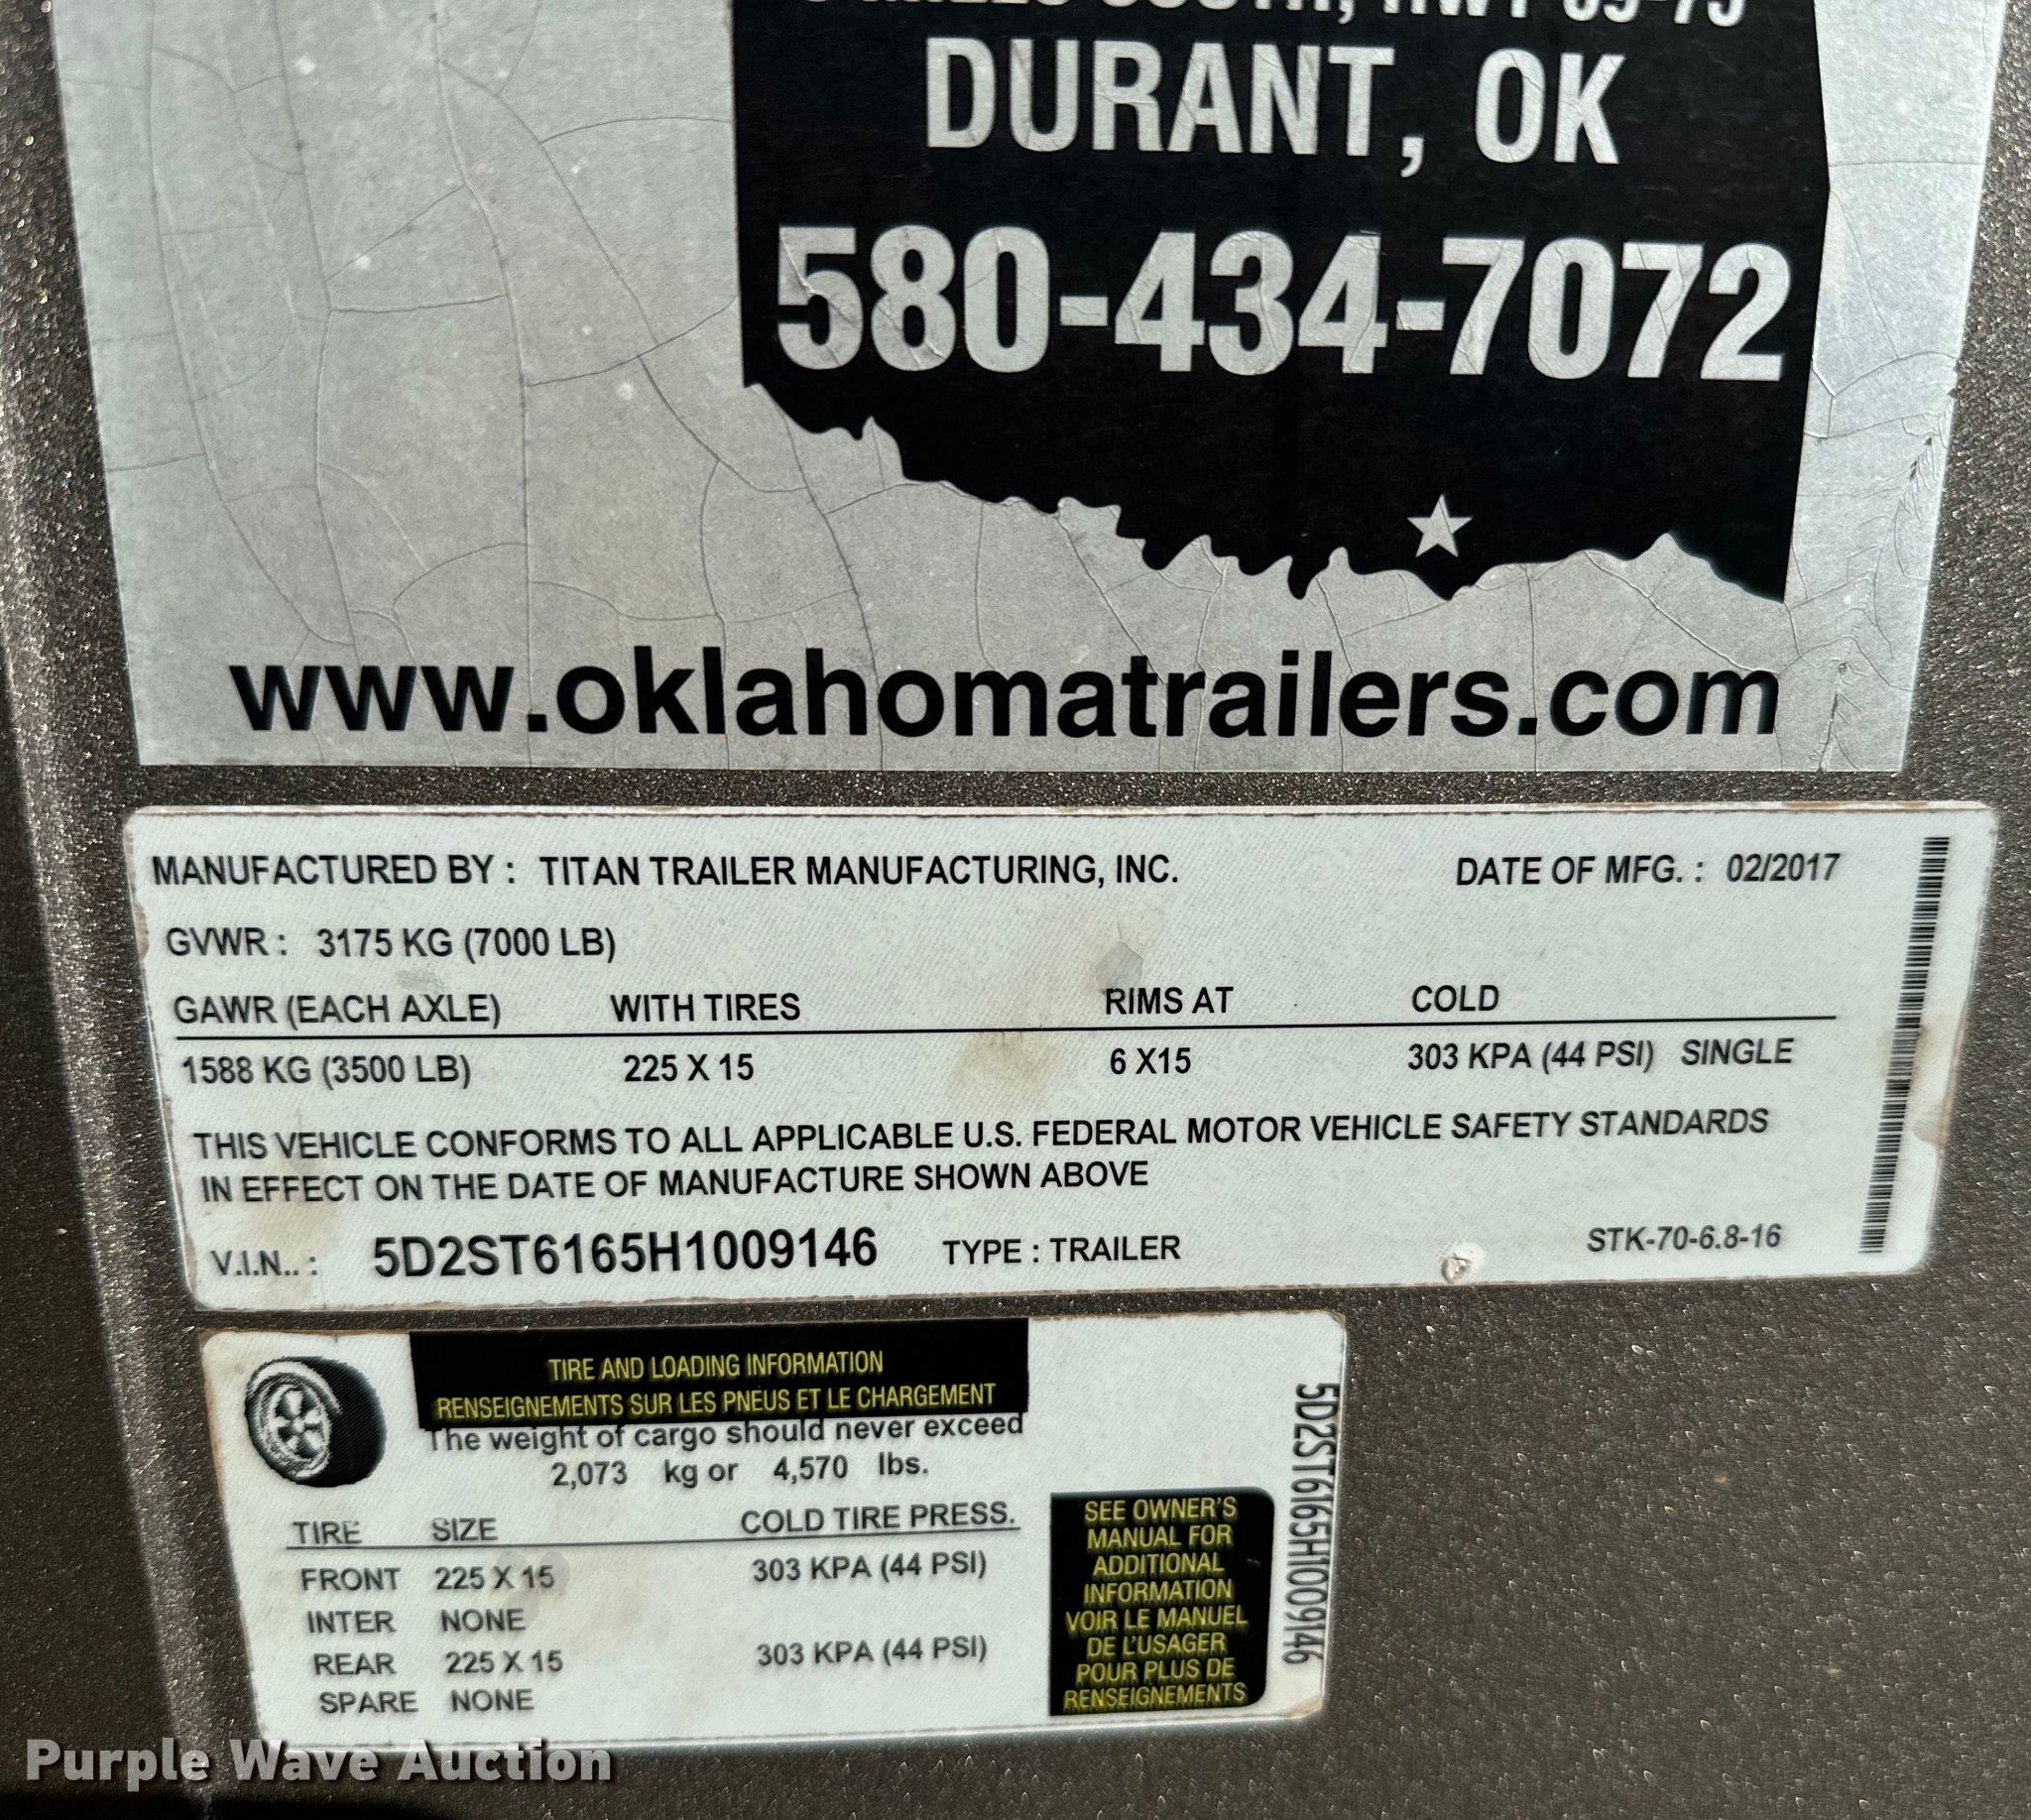 DURANT, OK
580-434-7072
www.oklahomatrailers.com
MANUFACTURED BY : TITAN TRAILER MANUFACTURING, INC. DATE OF MFG. : 02/2017
GVWR : 3175 KG (7000 LB)
GAWR (EACH AXLE) WITH TIRES RIMS AT COLD
1588 KG (3500 LB) 225 X 15 6 X15 303 KPA (44 PSI) SINGLE
THIS VEHICLE CONFORMS TO ALL APPLICABLE U.S. FEDERAL MOTOR VEHICLE SAFETY STANDARDS
IN EFFECT ON THE DATE OF MANUFACTURE SHOWN ABOVE
V.I.N.. : 5D2ST6165H1009146 TYPE : TRAILER STK-70-6.8-16
TIRE AND LOADING INFORMATION
RENSEIGNEMENTS SUR LES PNEUS ET LE CHARGEMENT
The weight of cargo should never exceed
2,073 kg or 4,570 lbs.
TIRE SIZE COLD TIRE PRESS.
FRONT 225 X 15 303 KPA (44 PSI)
INTER NONE
REAR 225 X 15 303 KPA (44 PSI)
SPARE NONE
SEE OWNER'S
MANUAL FOR
ADDITIONAL
INFORMATION
VOIR LE MANUEL
DE L'USAGER
POUR PLUS DE
RENSEIGNEMENTS
5D2ST6165H1009146
Purple Wave Auction